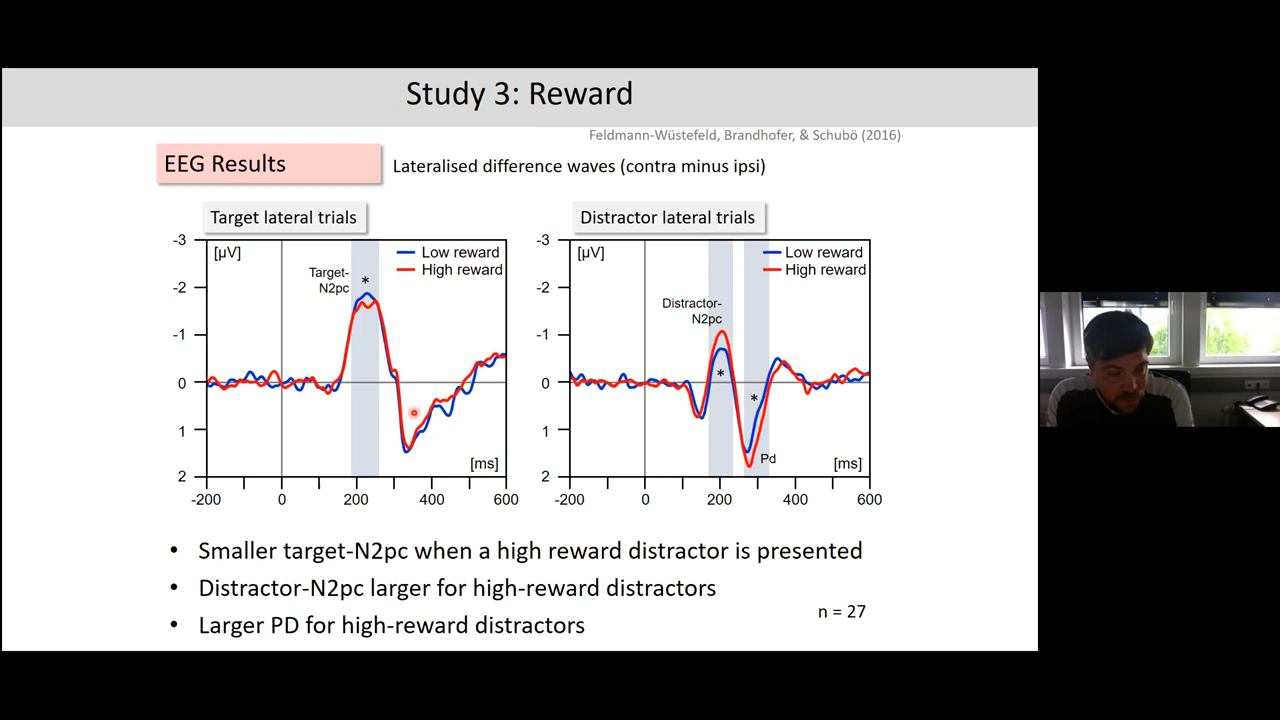 Study 3: Reward
Feldmann-Wüstefeld, Brandhofer, & Schubö (2016)
EEG Results
Lateralised difference waves (contra minus ipsi)
Target lateral trials
-3
-2
-1
0
1
2
[µV]
Low reward
High reward
Target-
N2pc
*
[ms]
-200
0
200
400
600
Distractor lateral trials
-3
-2
-1
0
1
2
[µV]
Low reward
High reward
Distractor-
N2pc
*
*
Pd
[ms]
-200
0
200
400
600
• Smaller target-N2pc when a high reward distractor is presented
• Distractor-N2pc larger for high-reward distractors
• Larger PD for high-reward distractors
n = 27